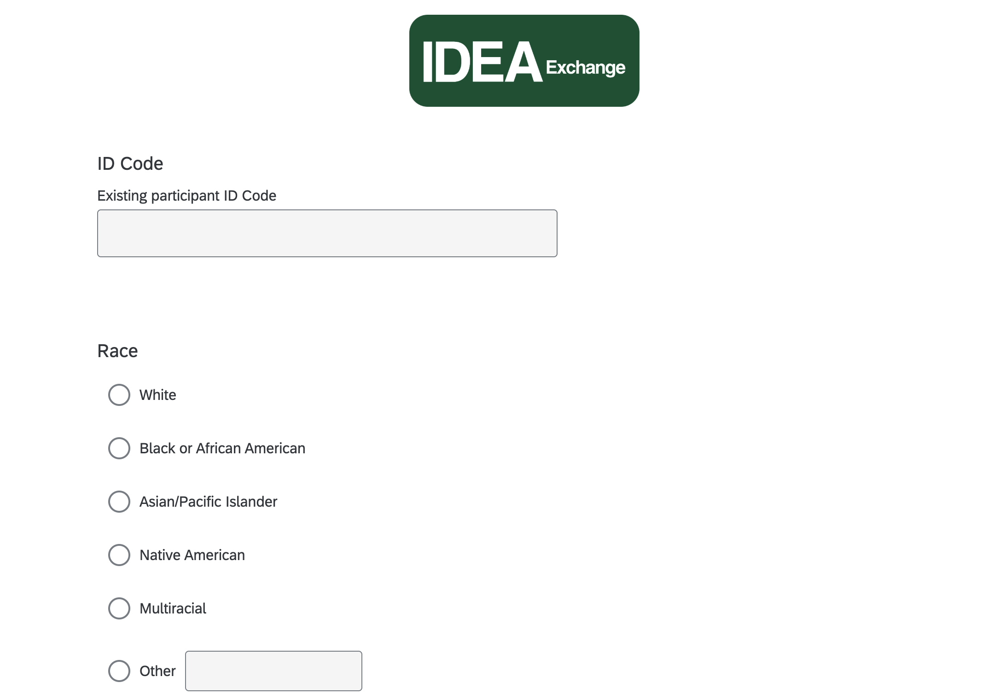 IDEA Exchange
ID Code
Existing participant ID Code
Race
White
Black or African American
Asian/Pacific Islander
Native American
Multiracial
Other